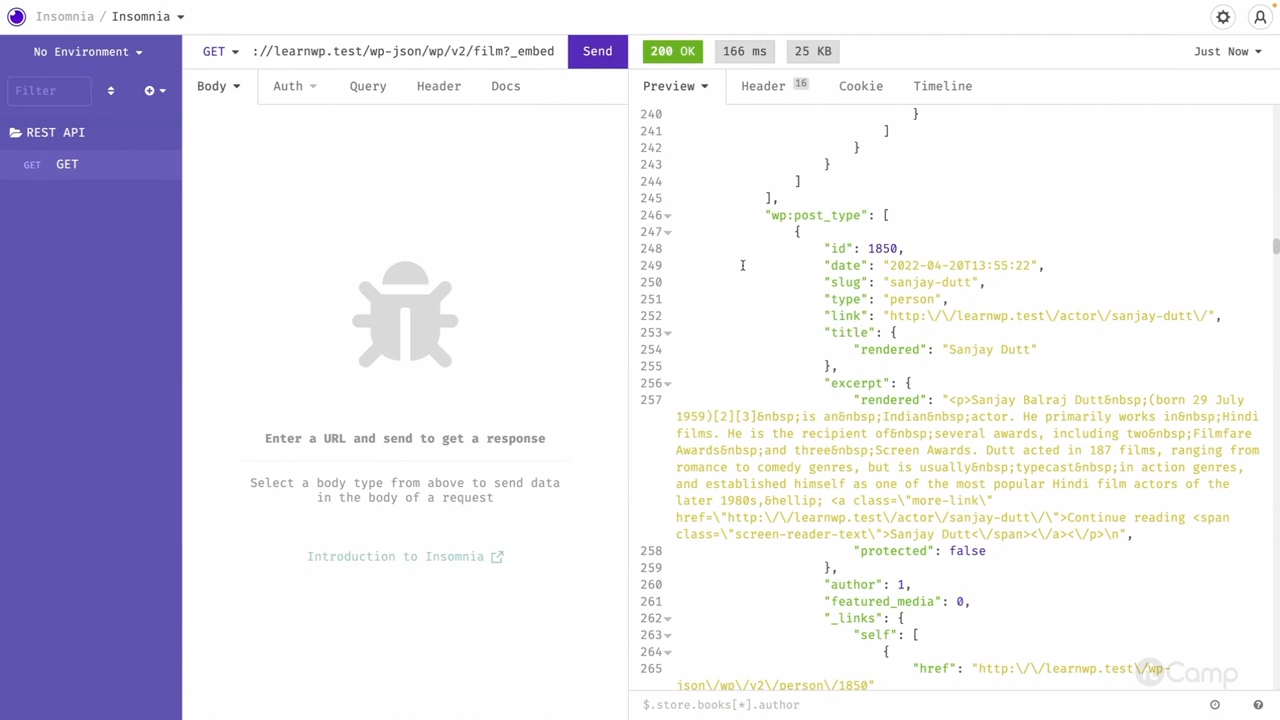 Insomnia / Insomnia
No Environment
GET ://learnwp.test/wp-json/wp/v2/film?_embed Send
200 OK 166 ms 25 KB
Just Now
Filter
Body Auth Query Header Docs
Preview Header 16 Cookie Timeline
REST API
GET GET
Enter a URL and send to get a response
Select a body type from above to send data
in the body of a request
Introduction to Insomnia
240 }
241 ]
242 }
243 }
244 ]
245 ],
246 "wp:post_type": [
247 {
248 "id": 1850,
249 "date": "2022-04-20T13:55:22",
250 "slug": "sanjay-dutt",
251 "type": "person",
252 "link": "http:\/\/learnwp.test\/actor\/sanjay-dutt\/",
253 "title": {
254 "rendered": "Sanjay Dutt"
255 },
256 "excerpt": {
257 "rendered": "<p>Sanjay Balraj Dutt&nbsp;(born 29 July
1959)[2][3]&nbsp;is an&nbsp;Indian&nbsp;actor. He primarily works in&nbsp;Hindi
films. He is the recipient of&nbsp;several awards, including two&nbsp;Filmfare
Awards&nbsp;and three&nbsp;Screen Awards. Dutt acted in 187 films, ranging from
romance to comedy genres, but is usually&nbsp;typecast&nbsp;in action genres,
and established himself as one of the most popular Hindi film actors of the
later 1980s,&hellip; <a class=\"more-link\"
href=\"http:\/\/learnwp.test\/actor\/sanjay-dutt\/\">Continue reading <span
class=\"screen-reader-text\">Sanjay Dutt<\/span><\/a><\/p>\n",
258 "protected": false
259 },
260 "author": 1,
261 "featured_media": 0,
262 "_links": {
263 "self": [
264 {
265 "href": "http:\/\/learnwp.test\/wp-
json\/wp\/v2\/person\/1850"
rtCamp
$.store.books[*].author